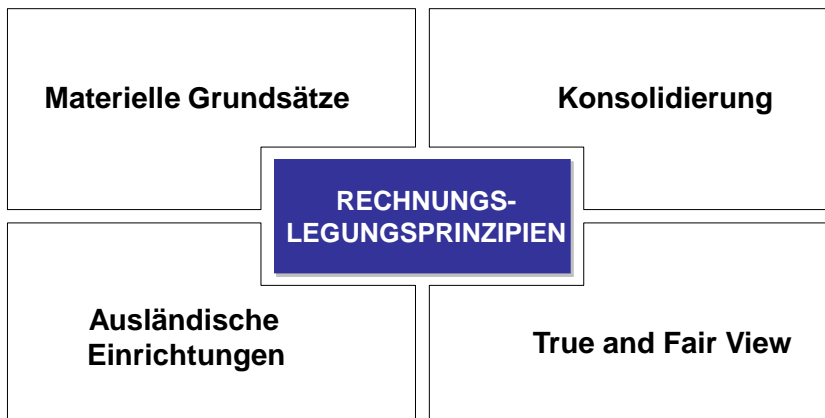 Materielle Grundsätze
Konsolidierung
RECHNUNGS-
LEGUNGSPRINZIPIEN
Ausländische
Einrichtungen
True and Fair View